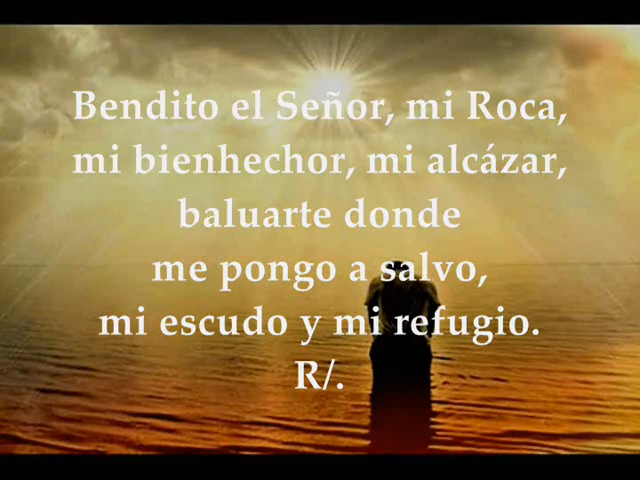 Bendito el Señor, mi Roca,
mi bienhechor, mi alcázar,
baluarte donde
me pongo a salvo,
mi escudo y mi refugio.
R/.